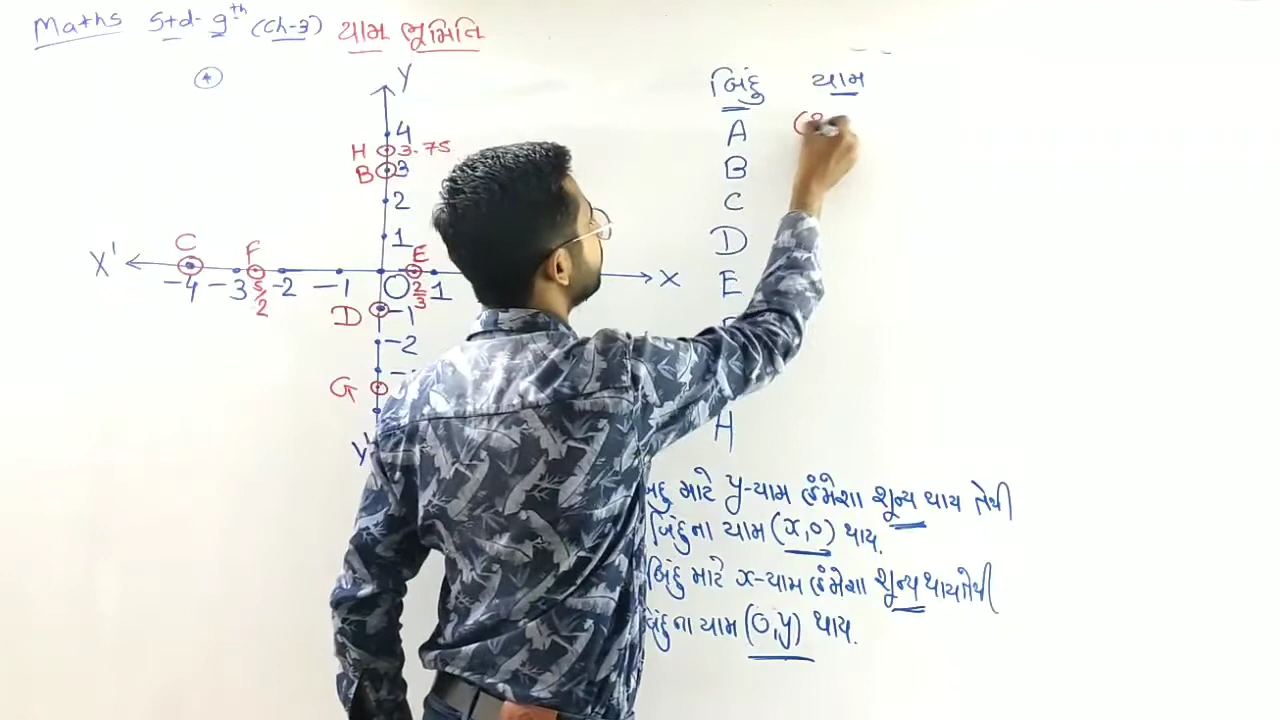 Maths Std- 9th (Ch-3) યામ ભૂમિતિ
4
Y
4
H 3.75
B 3
2
1
C F E
X' X
-4 -3 5/2 -2 -1 O 2/3 1
D -1
-2
G
Y'
બિંદુ યામ
A (
B
C
D
E
H
માટે y-યામ હંમેશા શૂન્ય થાય તેથી
બિંદુના યામ (x,0) થાય.
બિંદુ માટે x-યામ હંમેશા શૂન્ય થાય તેથી
બિંદુના યામ (0,y) થાય.